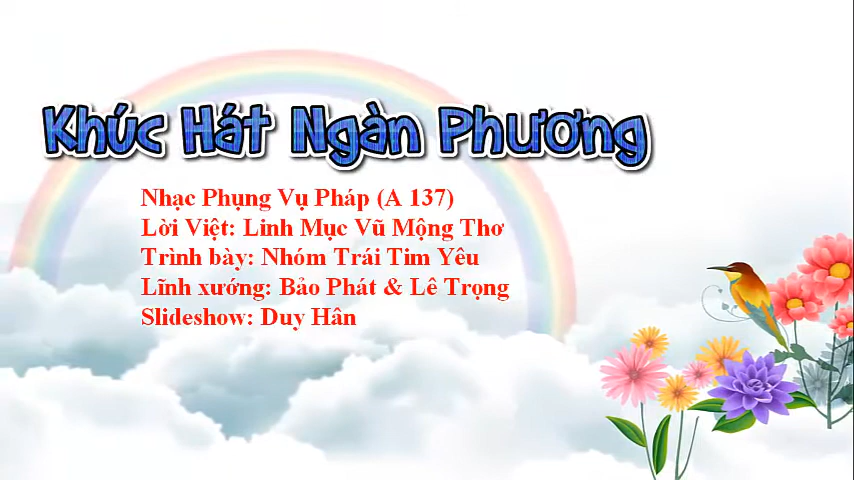 Khúc Hát Ngàn Phương
Nhạc Phụng Vụ Pháp (A 137)
Lời Việt: Linh Mục Vũ Mộng Thơ
Trình bày: Nhóm Trái Tim Yêu
Lĩnh xướng: Bảo Phát & Lê Trọng
Slideshow: Duy Hân